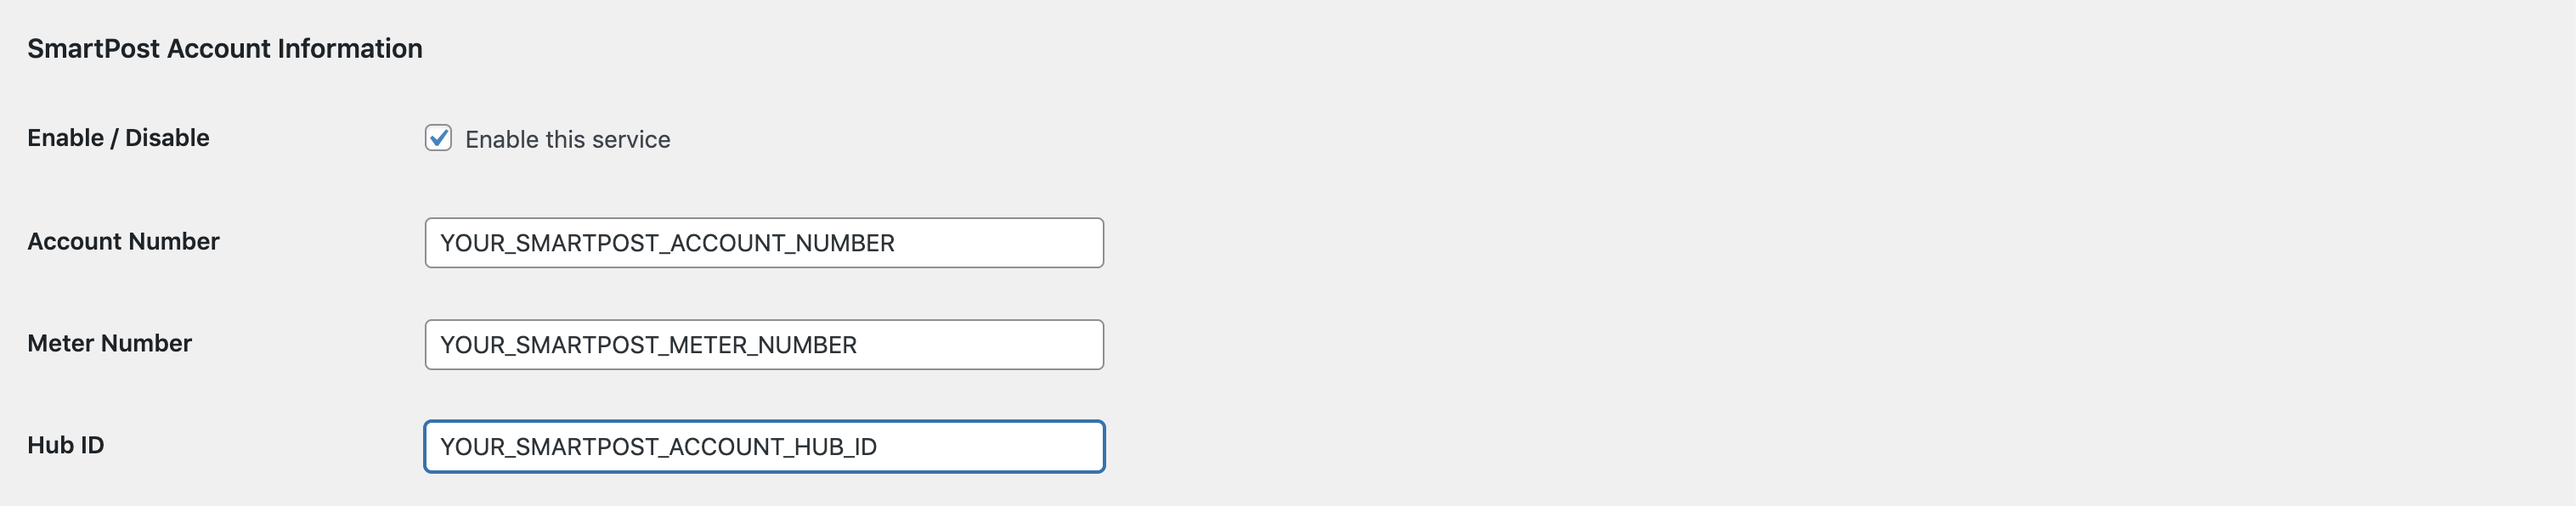 SmartPost Account Information
Enable / Disable Enable this service
Account Number YOUR_SMARTPOST_ACCOUNT_NUMBER
Meter Number YOUR_SMARTPOST_METER_NUMBER
Hub ID YOUR_SMARTPOST_ACCOUNT_HUB_ID